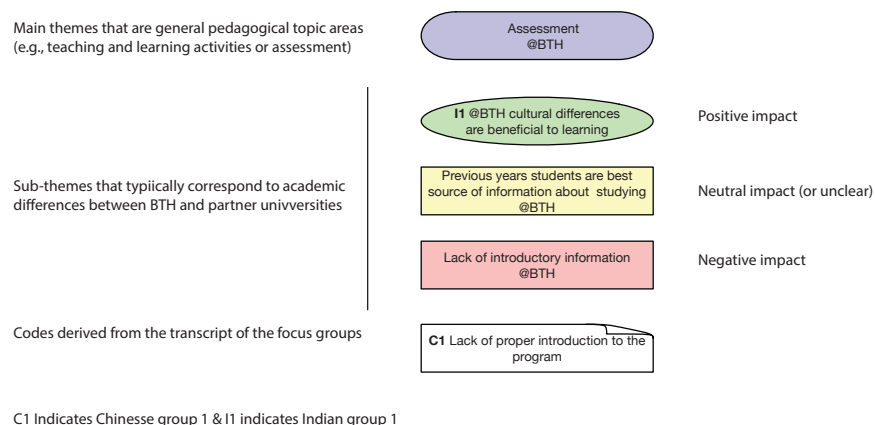 Main themes that are general pedagogical topic areas
(e.g., teaching and learning activities or assessment)
Assessment
@BTH
I1 @BTH cultural differences
are beneficial to learning
Positive impact
Sub-themes that typiically correspond to academic
differences between BTH and partner univversities
Previous years students are best
source of information about studying
@BTH
Neutral impact (or unclear)
Lack of introductory information
@BTH
Negative impact
Codes derived from the transcript of the focus groups
C1 Lack of proper introduction to the
program
C1 Indicates Chinesse group 1 & I1 indicates Indian group 1